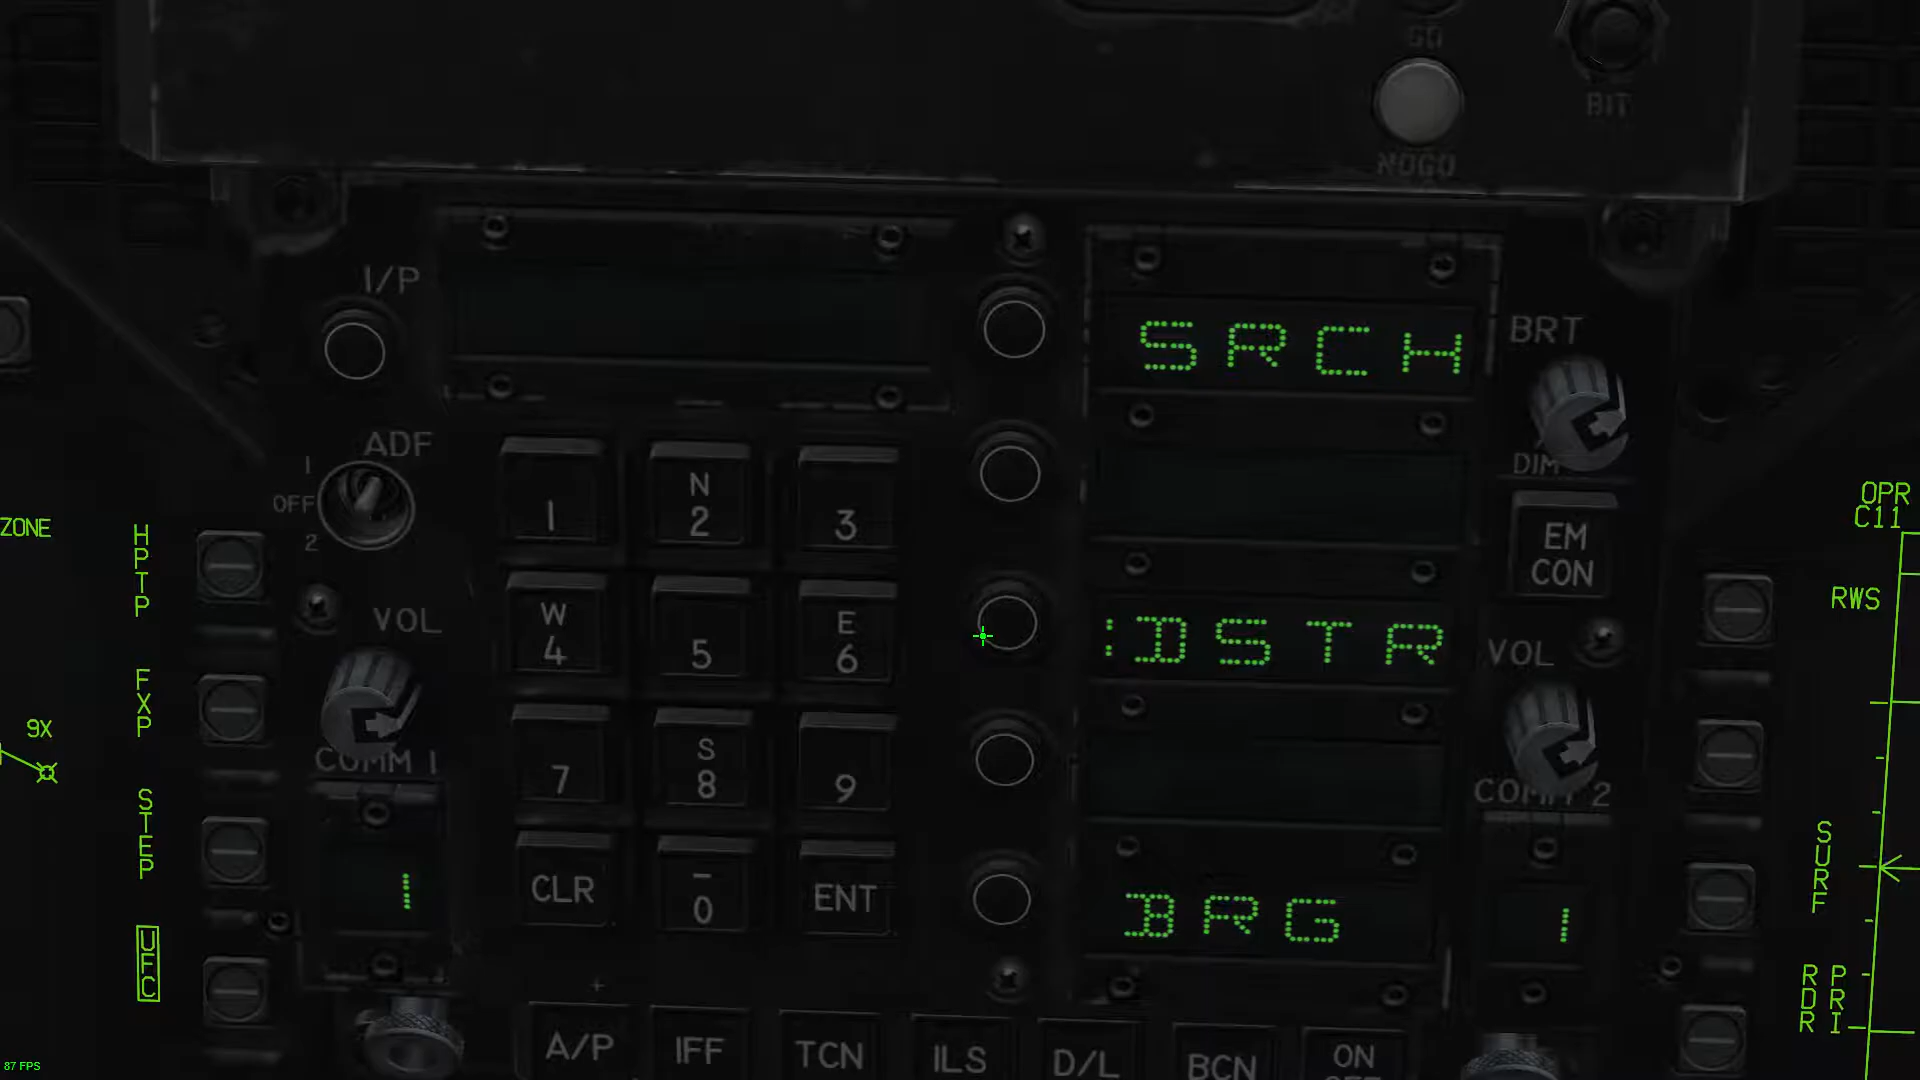 GO
BIT
NOGO
I/P
SRCH
BRT
ADF
1
OFF
2
DIM
1
N
2
3
EM
CON
OPR
C11
ZONE
HPTP
RWS
W
4
5
E
6
:DSTR
VOL
VOL
FXP
9X
7
S
8
9
COMM 1
COMM 2
STEP
SURF
CLR
-
0
ENT
BRG
1
1
UFC
RDR
PRI
A/P
IFF
TCN
ILS
D/L
BCN
ON
87 FPS